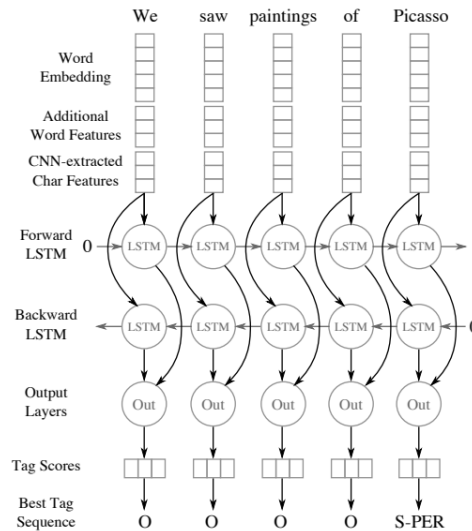 We saw paintings of Picasso
Word
Embedding
Additional
Word Features
CNN-extracted
Char Features
Forward
LSTM
0 LSTM LSTM LSTM LSTM LSTM
Backward
LSTM
LSTM LSTM LSTM LSTM LSTM 0
Output
Layers
Out Out Out Out Out
Tag Scores
Best Tag
Sequence
O O O O S-PER